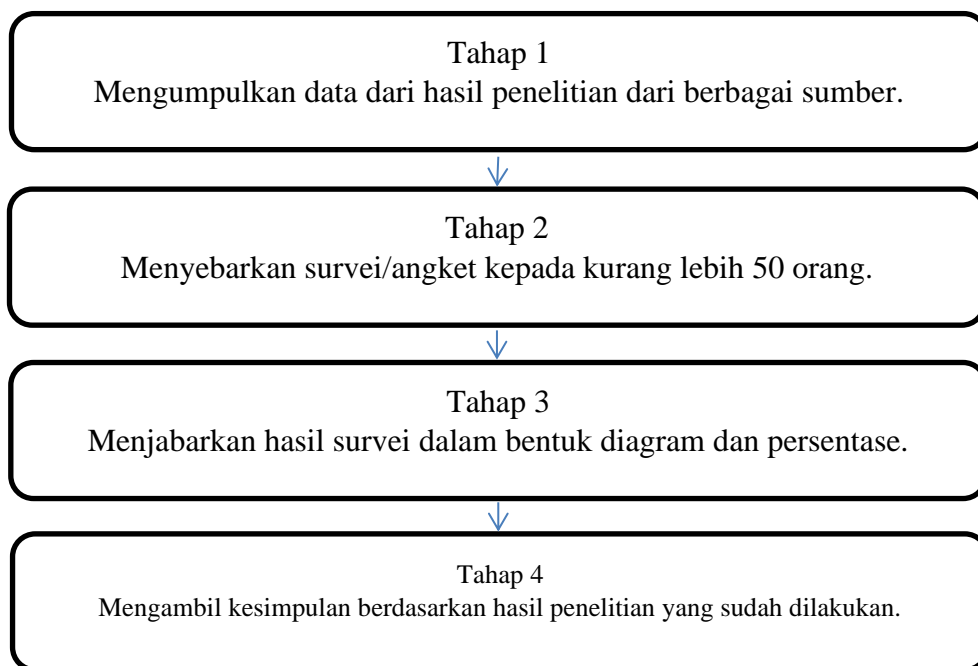 Tahap 1
Mengumpulkan data dari hasil penelitian dari berbagai sumber.
Tahap 2
Menyebarkan survei/angket kepada kurang lebih 50 orang.
Tahap 3
Menjabarkan hasil survei dalam bentuk diagram dan persentase.
Tahap 4
Mengambil kesimpulan berdasarkan hasil penelitian yang sudah dilakukan.